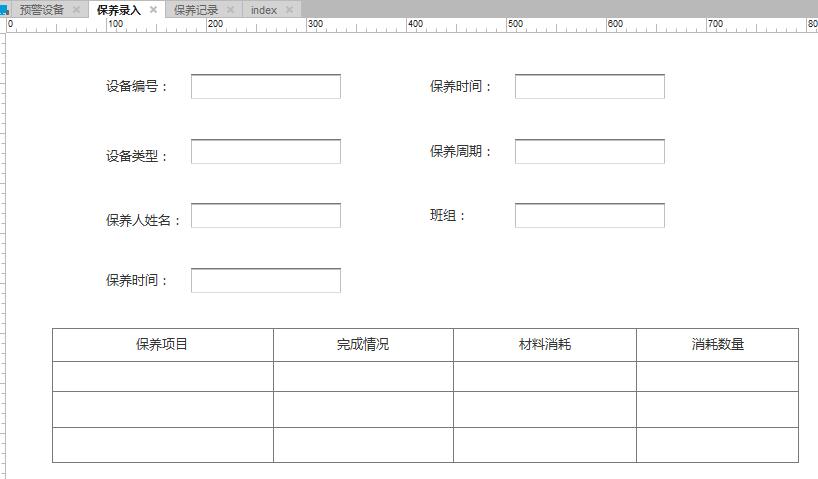 预警设备 保养录入 保养记录 index
0 100 200 300 400 500 600 700 80
设备编号： 保养时间：
设备类型： 保养周期：
保养人姓名： 班组：
保养时间：
保养项目 完成情况 材料消耗 消耗数量